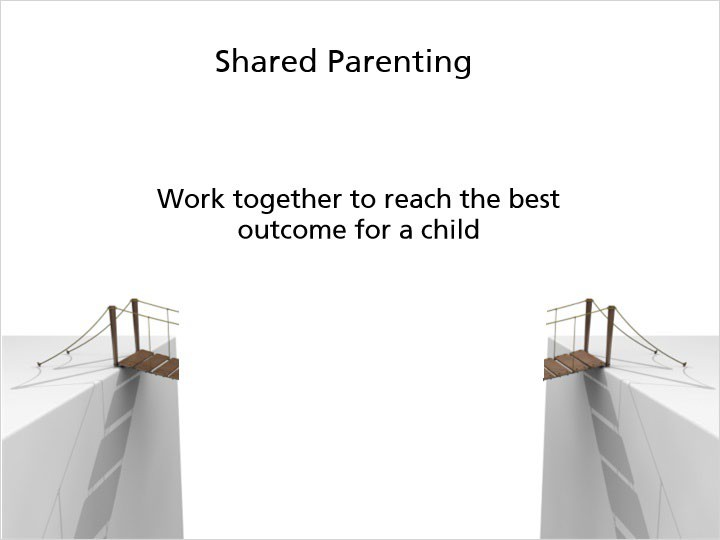 Shared Parenting
Work together to reach the best
outcome for a child